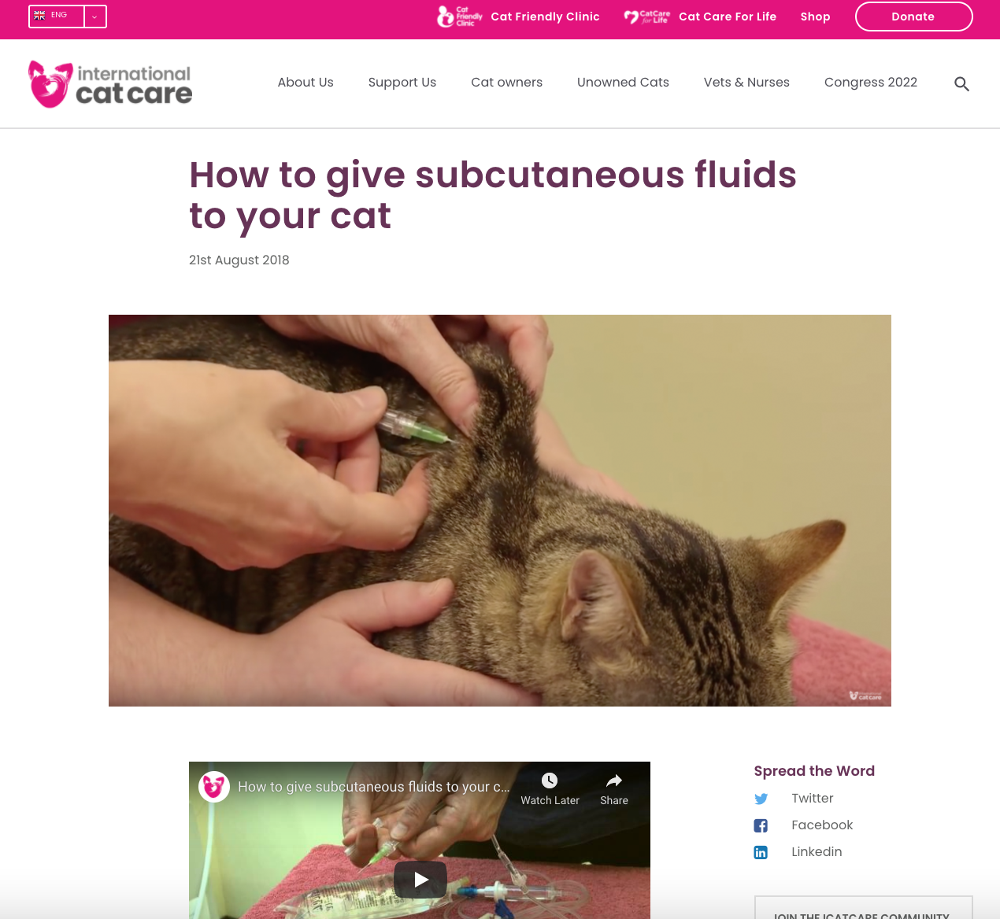 ENG
Cat
Friendly
Clinic
Cat Friendly Clinic
CatCare
for Life
Cat Care For Life
Shop
Donate
international
cat care
About Us
Support Us
Cat owners
Unowned Cats
Vets & Nurses
Congress 2022
How to give subcutaneous fluids
to your cat
21st August 2018
international
cat care
How to give subcutaneous fluids to your c...
Watch Later
Share
Spread the Word
Twitter
Facebook
Linkedin
JOIN THE ICATCARE COMMUNITY